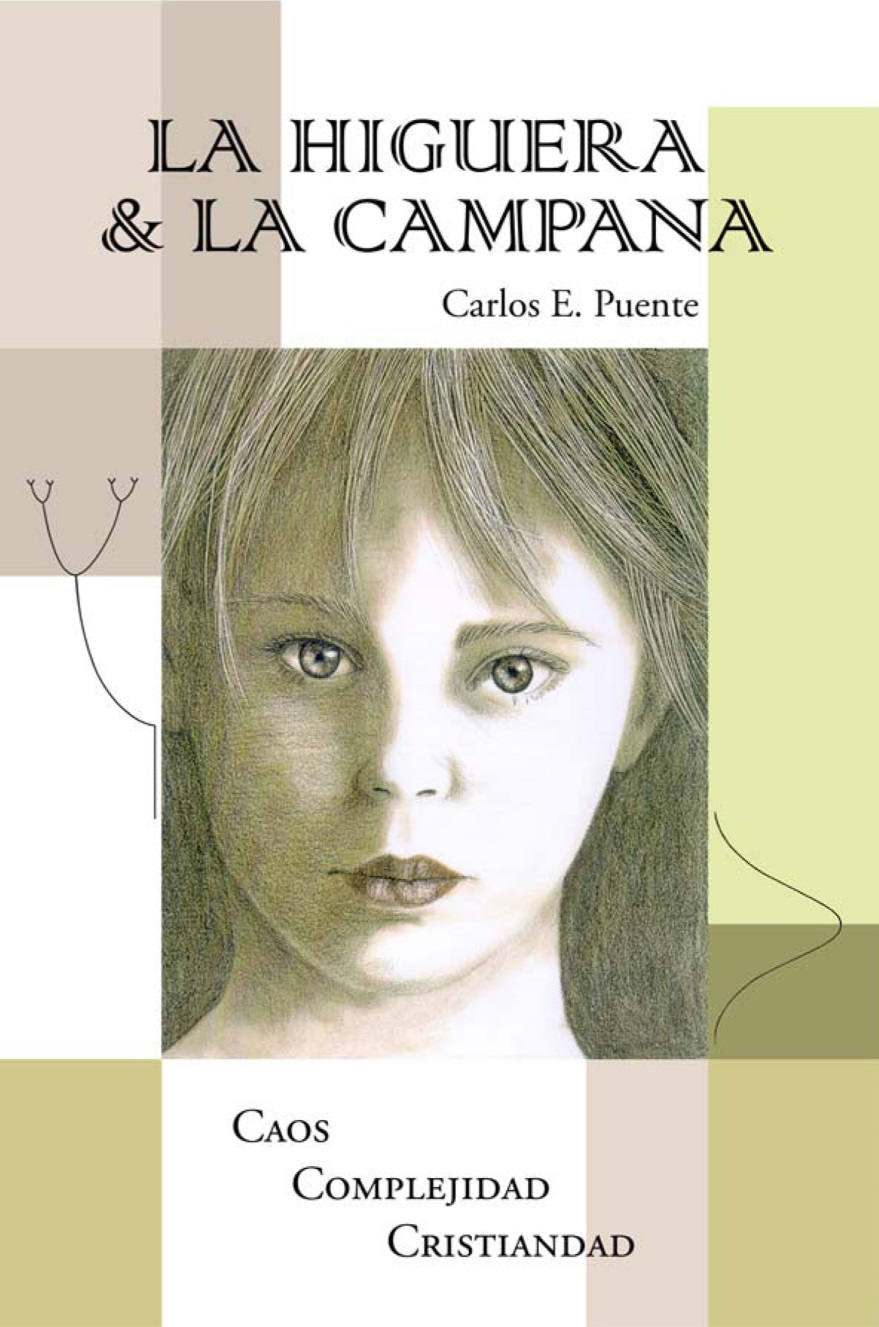 LA HIGUERA
& LA CAMPANA
Carlos E. Puente
CAOS
COMPLEJIDAD
CRISTIANDAD